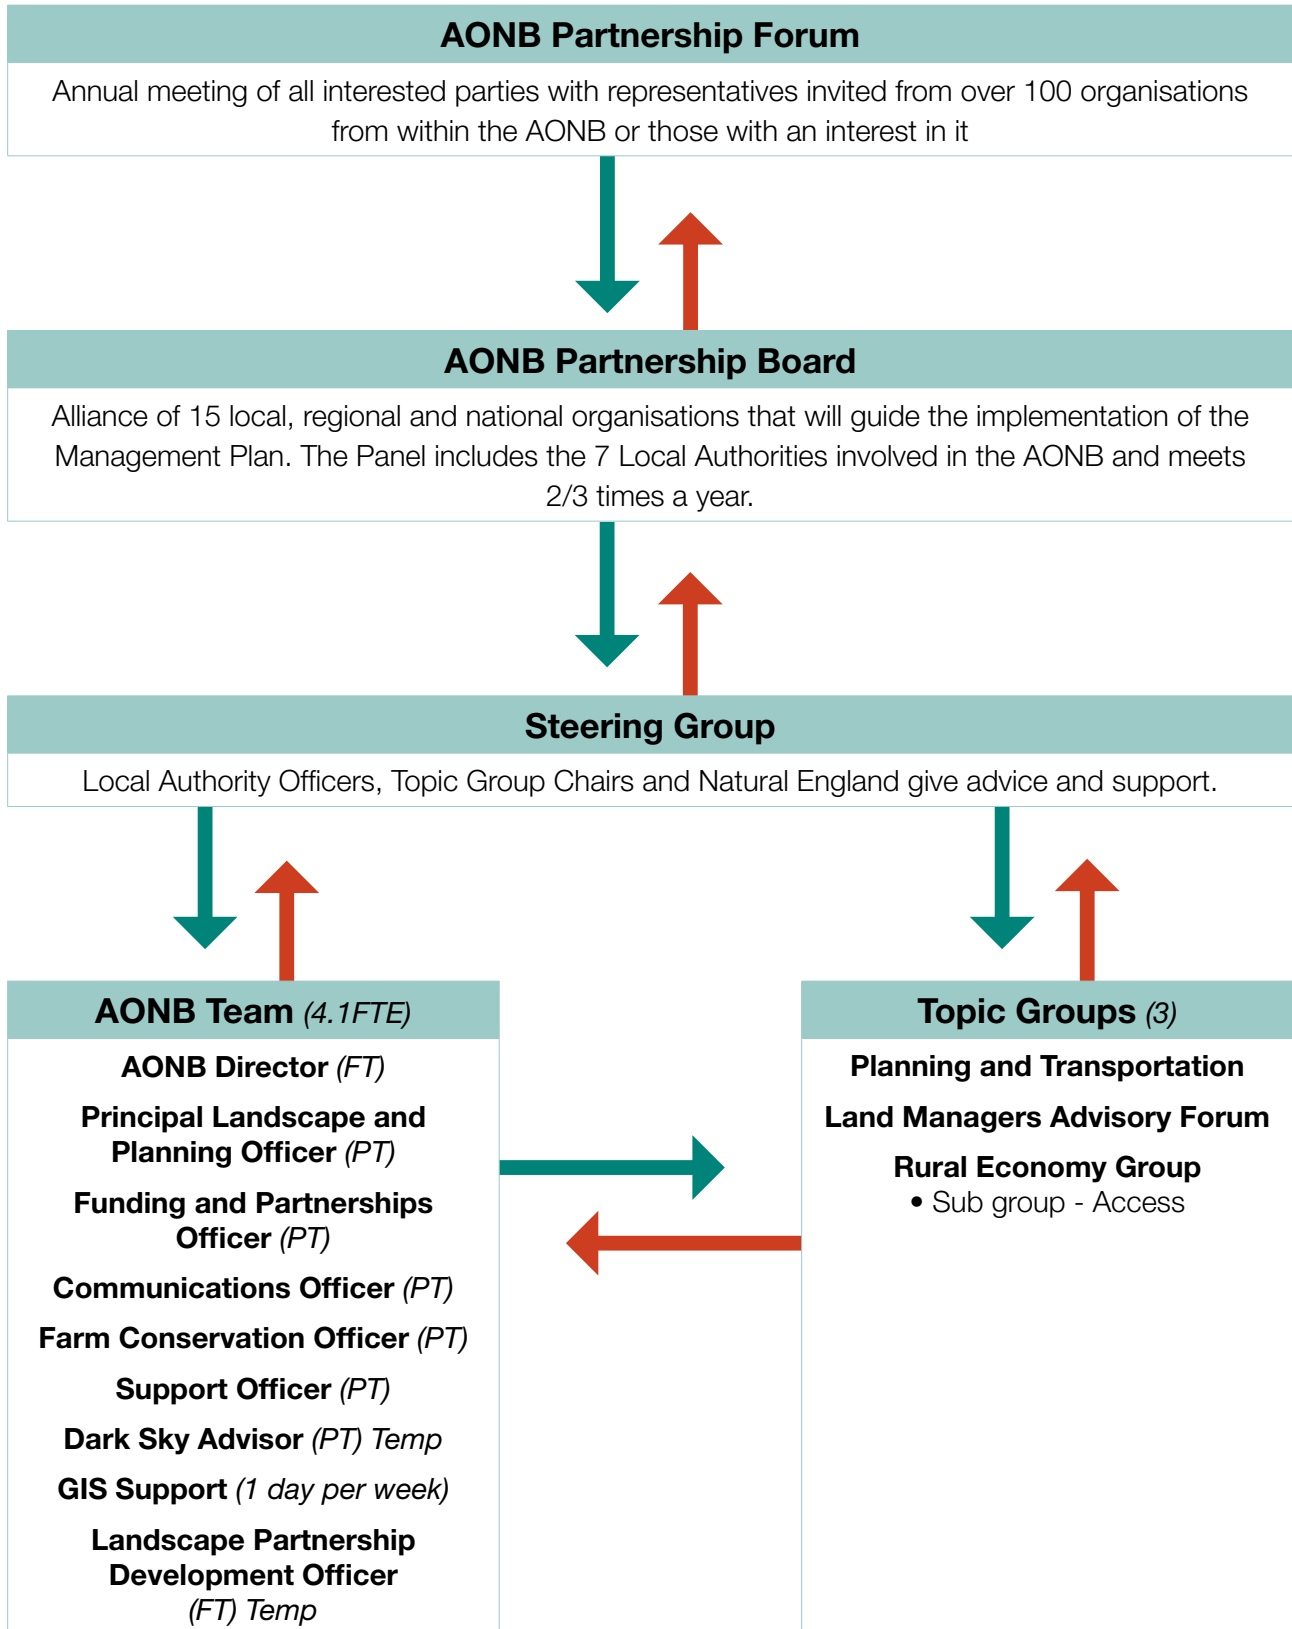 AONB Partnership Forum
Annual meeting of all interested parties with representatives invited from over 100 organisations
from within the AONB or those with an interest in it
AONB Partnership Board
Alliance of 15 local, regional and national organisations that will guide the implementation of the
Management Plan. The Panel includes the 7 Local Authorities involved in the AONB and meets
2/3 times a year.
Steering Group
Local Authority Officers, Topic Group Chairs and Natural England give advice and support.
AONB Team (4.1FTE)
AONB Director (FT)
Principal Landscape and
Planning Officer (PT)
Funding and Partnerships
Officer (PT)
Communications Officer (PT)
Farm Conservation Officer (PT)
Support Officer (PT)
Dark Sky Advisor (PT) Temp
GIS Support (1 day per week)
Landscape Partnership
Development Officer
(FT) Temp
Topic Groups (3)
Planning and Transportation
Land Managers Advisory Forum
Rural Economy Group
• Sub group - Access